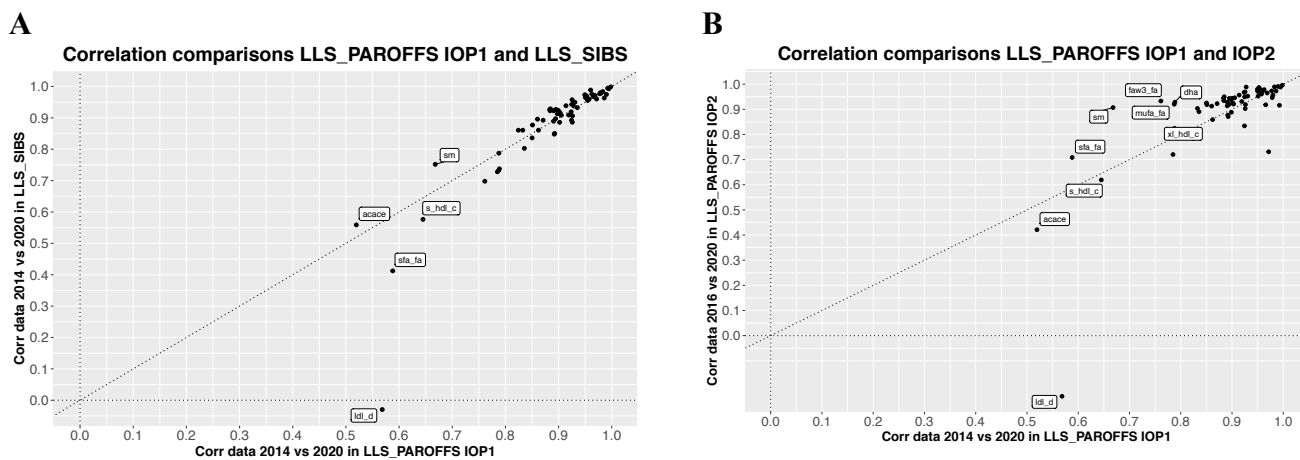 A
Correlation comparisons LLS_PAROFFS IOP1 and LLS_SIBS
Corr data 2014 vs 2020 in LLS_SIBS
1.0
0.9
0.8
0.7
0.6
0.5
0.4
0.3
0.2
0.1
0.0
sm
acace
s_hdl_c
sfa_fa
ldl_d
0.0 0.1 0.2 0.3 0.4 0.5 0.6 0.7 0.8 0.9 1.0
Corr data 2014 vs 2020 in LLS_PAROFFS IOP1
B
Correlation comparisons LLS_PAROFFS IOP1 and IOP2
Corr data 2016 vs 2020 in LLS_PAROFFS IOP2
1.0
0.9
0.8
0.7
0.6
0.5
0.4
0.3
0.2
0.1
0.0
faw3_fa
dha
sm
mufa_fa
xl_hdl_c
sfa_fa
s_hdl_c
acace
ldl_d
0.0 0.1 0.2 0.3 0.4 0.5 0.6 0.7 0.8 0.9 1.0
Corr data 2014 vs 2020 in LLS_PAROFFS IOP1